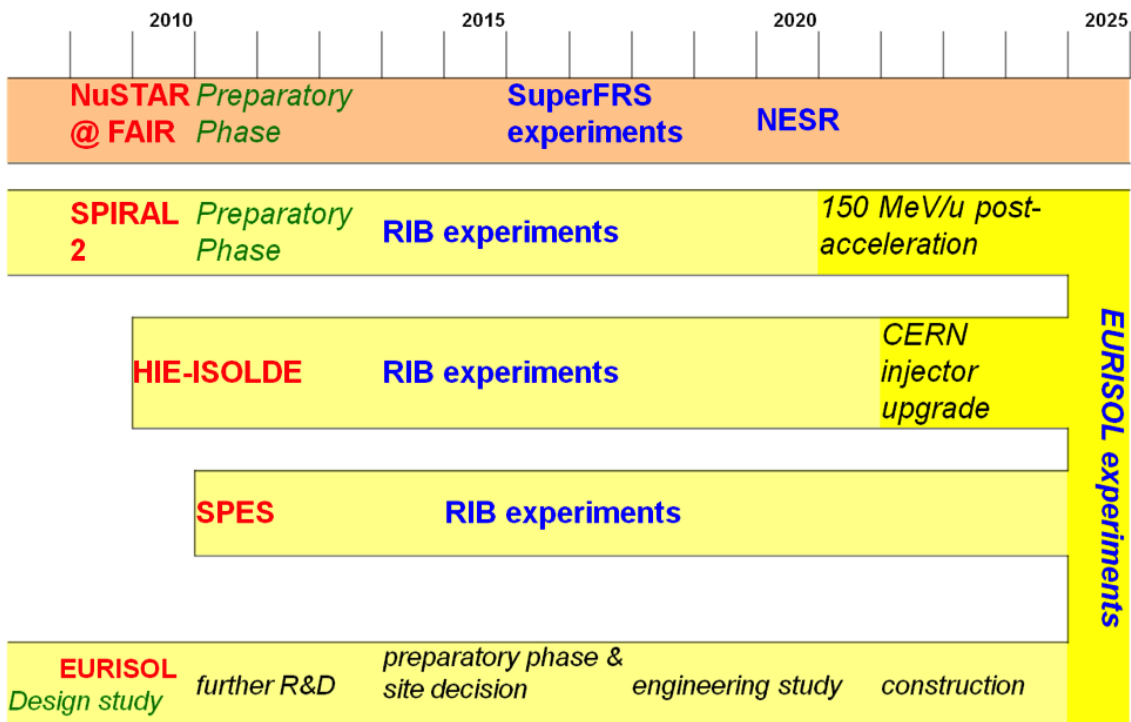 2010 2015 2020 2025
NuSTAR
@ FAIR
Preparatory
Phase
SuperFRS
experiments
NESR
SPIRAL
2
Preparatory
Phase
RIB experiments
150 MeV/u post-
acceleration
HIE-ISOLDE
RIB experiments
CERN
injector
upgrade
SPES
RIB experiments
EURISOL experiments
EURISOL
Design study
further R&D
preparatory phase &
site decision
engineering study
construction